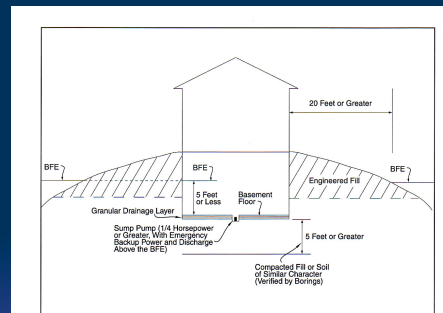 20 Feet or Greater
BFE
BFE
BFE
Engineered Fill
5 Feet
or Less
Basement
Floor
Granular Drainage Layer
Sump Pump (1/4 Horsepower
or Greater, With Emergency
Backup Power and Discharge
Above the BFE)
5 Feet or Greater
Compacted Fill or Soil
of Similar Character
(Verified by Borings)